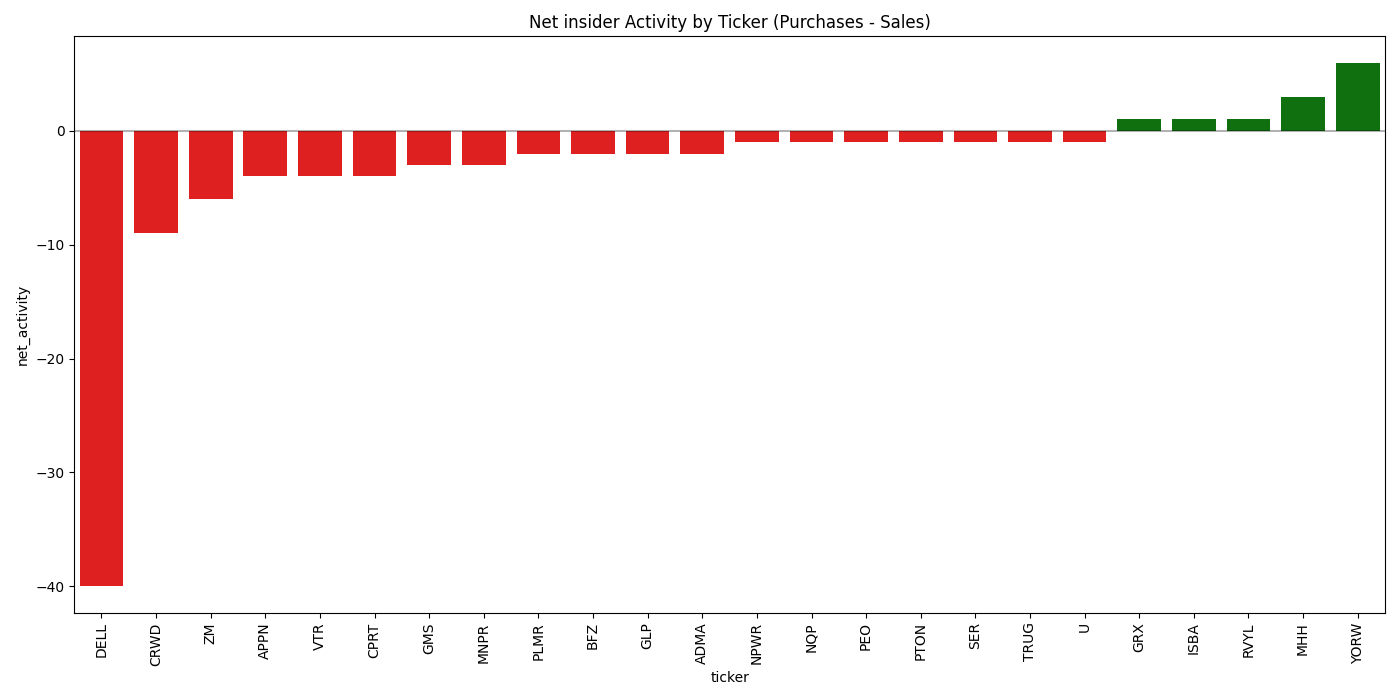 Net insider Activity by Ticker (Purchases - Sales)
net_activity
0
−10
−20
−30
−40
DELL
CRWD
ZM
APPN
VTR
CPRT
GMS
MNPR
PLMR
BFZ
GLP
ADMA
NPWR
NQP
PEO
PTON
SER
TRUG
U
GRX
ISBA
RVYL
MHH
YORW
ticker